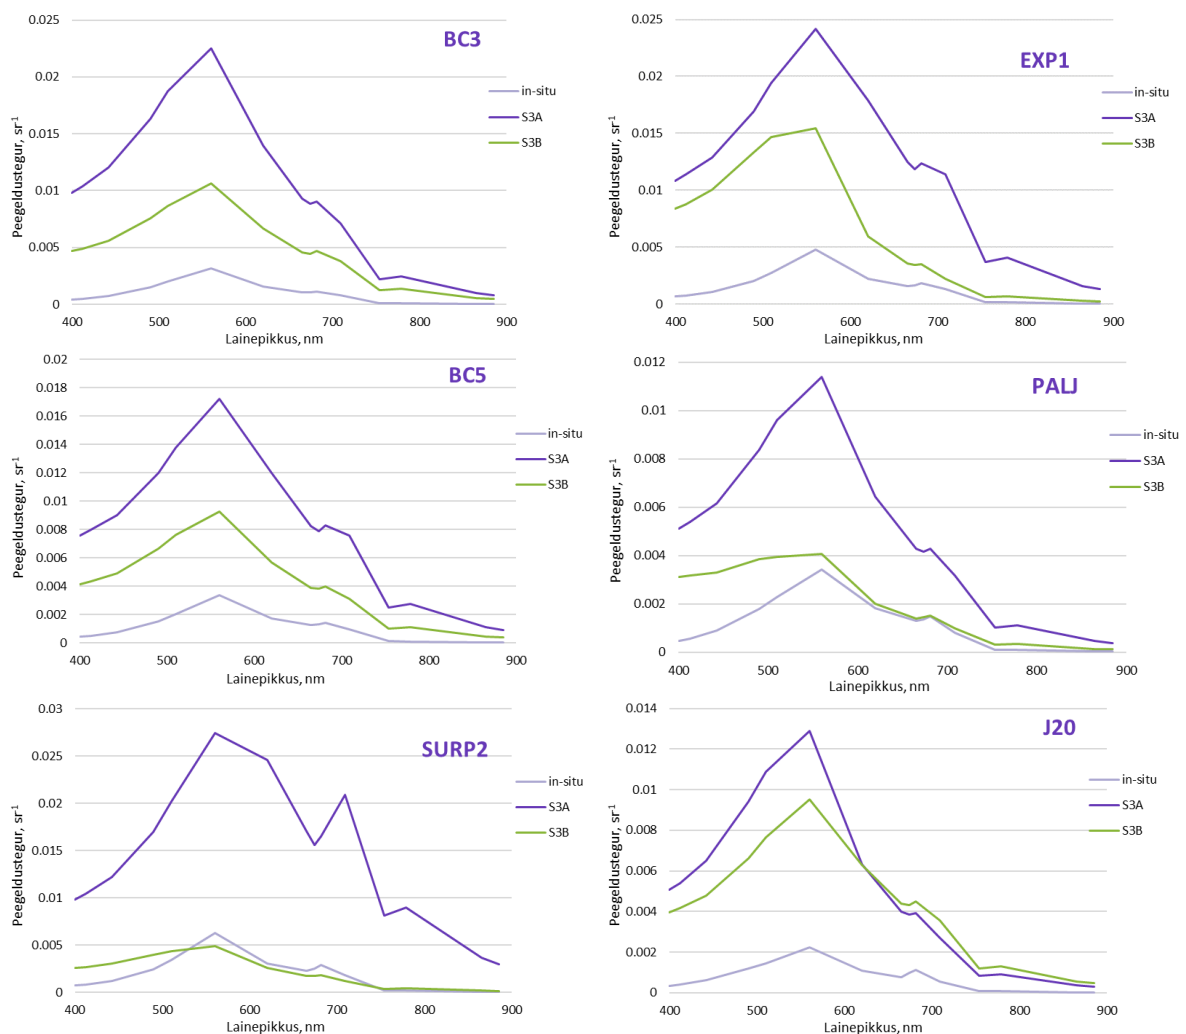 BC3
Peegeldustegur, sr-1
0.025
0.02
0.015
0.01
0.005
0
400 500 600 700 800 900
Lainepikkus, nm
in-situ
S3A
S3B
EXP1
Peegeldustegur, sr-1
0.025
0.02
0.015
0.01
0.005
0
400 500 600 700 800 900
Lainepikkus, nm
in-situ
S3A
S3B
BC5
Peegeldustegur, sr-1
0.02
0.018
0.016
0.014
0.012
0.01
0.008
0.006
0.004
0.002
0
400 500 600 700 800 900
Lainepikkus, nm
in-situ
S3A
S3B
PALJ
Peegeldustegur, sr-1
0.012
0.01
0.008
0.006
0.004
0.002
0
400 500 600 700 800 900
Lainepikkus, nm
in-situ
S3A
S3B
SURP2
Peegeldustegur, sr-1
0.03
0.025
0.02
0.015
0.01
0.005
0
400 500 600 700 800 900
Lainepikkus, nm
in-situ
S3A
S3B
J20
Peegeldustegur, sr-1
0.014
0.012
0.01
0.008
0.006
0.004
0.002
0
400 500 600 700 800 900
Lainepikkus, nm
in-situ
S3A
S3B